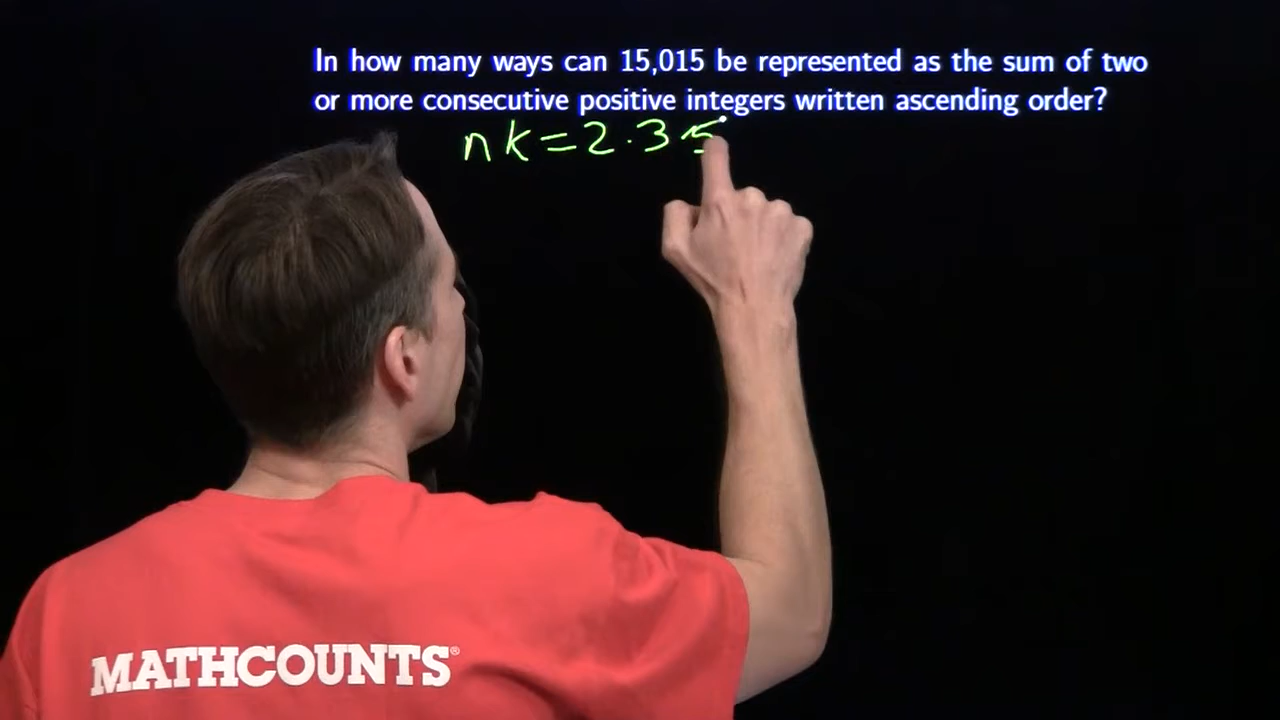 In how many ways can 15,015 be represented as the sum of two
or more consecutive positive integers written ascending order?
nk=2·3·5
MATHCOUNTS®